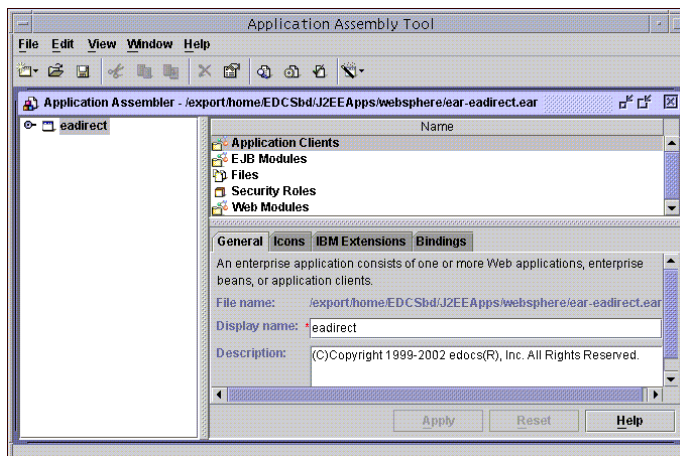 Application Assembly Tool
File Edit View Window Help
Application Assembler - /export/home/EDCSbd/J2EEApps/websphere/ear-eadirect.ear
eadirect
Name
Application Clients
EJB Modules
Files
Security Roles
Web Modules
General Icons IBM Extensions Bindings
An enterprise application consists of one or more Web applications, enterprise
beans, or application clients.
File name: /export/home/EDCSbd/J2EEApps/websphere/ear-eadirect.ear
Display name: *eadirect
Description: (C)Copyright 1999-2002 edocs(R), Inc. All Rights Reserved.
Apply Reset Help